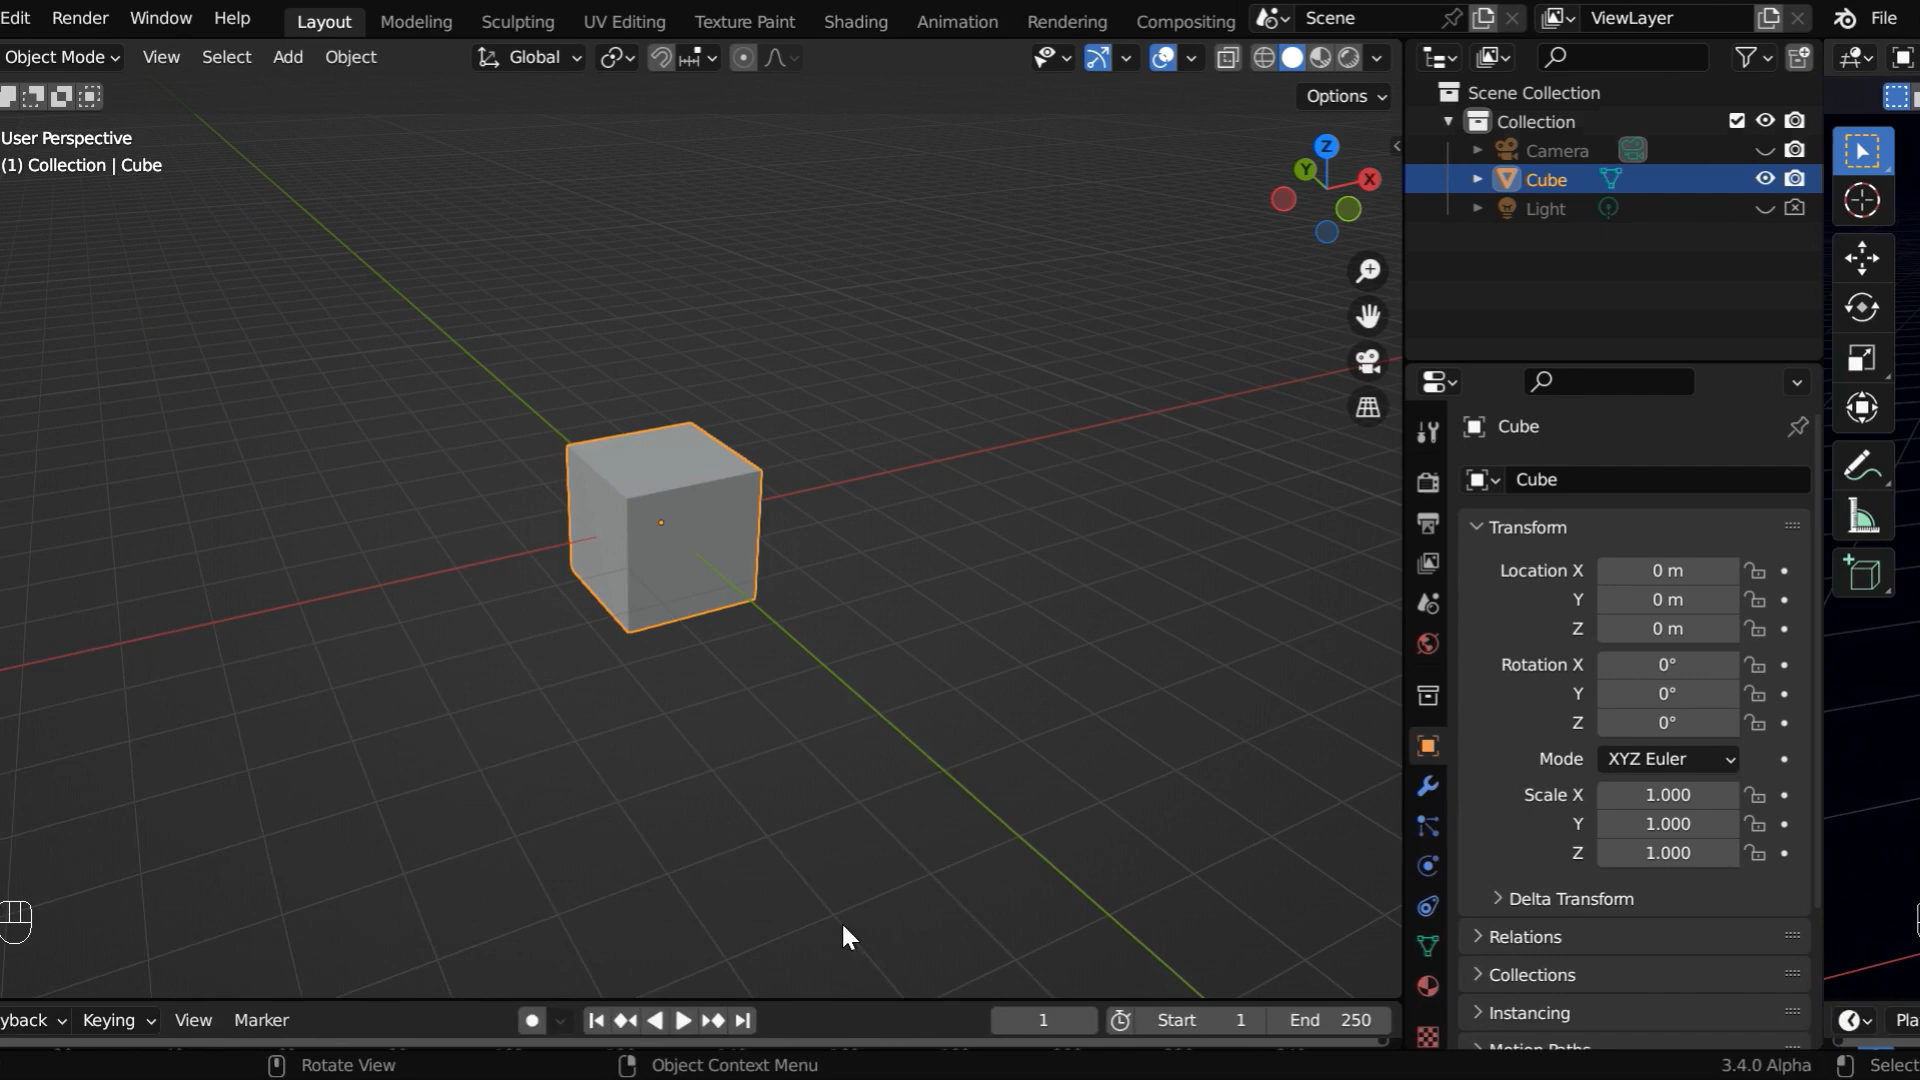 Edit Render Window Help Layout Modeling Sculpting UV Editing Texture Paint Shading Animation Rendering Compositing Scene ViewLayer File
Object Mode View Select Add Object Global
Options
User Perspective
(1) Collection | Cube
Z
Y
X
Scene Collection
Collection
Camera
Cube
Light
Cube
Cube
Transform
Location X 0 m
Y 0 m
Z 0 m
Rotation X 0°
Y 0°
Z 0°
Mode XYZ Euler
Scale X 1.000
Y 1.000
Z 1.000
Delta Transform
Relations
Collections
Instancing
Motion Paths
yback Keying View Marker 1 Start 1 End 250 Pla
Rotate View Object Context Menu 3.4.0 Alpha Select